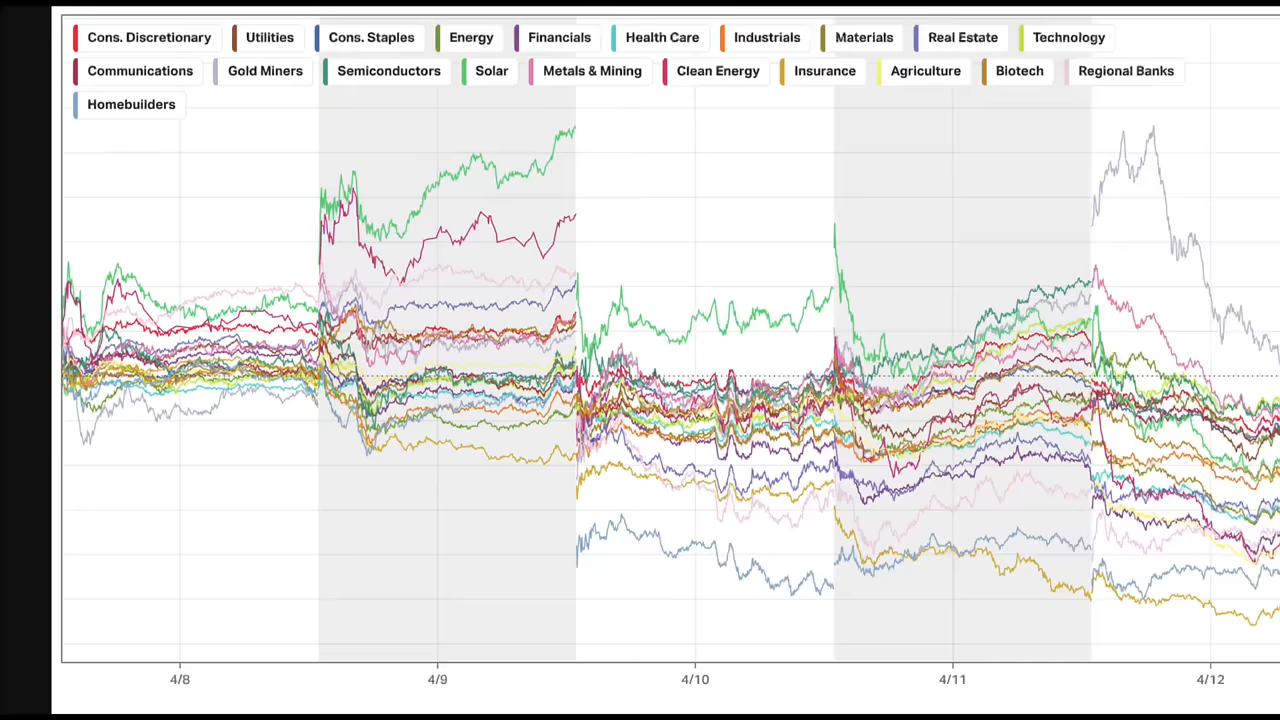 Cons. Discretionary Utilities Cons. Staples Energy Financials Health Care Industrials Materials Real Estate Technology
Communications Gold Miners Semiconductors Solar Metals & Mining Clean Energy Insurance Agriculture Biotech Regional Banks
Homebuilders
4/8 4/9 4/10 4/11 4/12